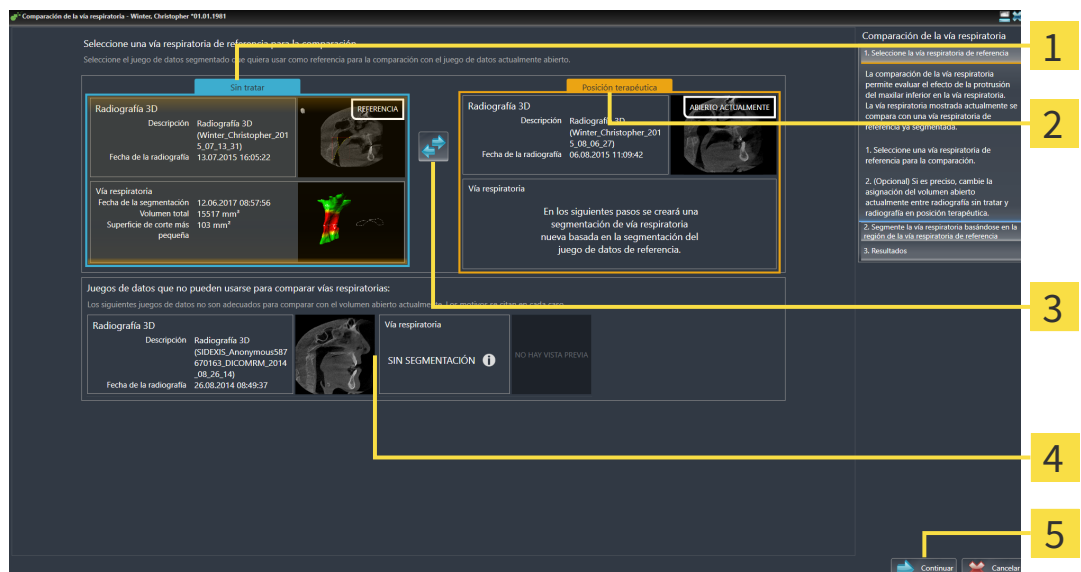 Comparación de la vía respiratoria - Winter, Christopher *01.01.1981
Seleccione una vía respiratoria de referencia para la comparación
Seleccione el juego de datos segmentado que quiera usar como referencia para la comparación con el juego de datos actualmente abierto.
Sin tratar
Radiografía 3D
REFERENCIA
Descripción Radiografía 3D
(Winter_Christopher_201
5_07_13_31)
Fecha de la radiografía 13.07.2015 16:05:22
Vía respiratoria
Fecha de la segmentación 12.06.2017 08:57:56
Volumen total 15517 mm³
Superficie de corte más 103 mm²
pequeña
Posición terapéutica
Radiografía 3D
ABIERTO ACTUALMENTE
Descripción Radiografía 3D
(Winter_Christopher_201
5_08_06_27)
Fecha de la radiografía 06.08.2015 11:09:42
Vía respiratoria
En los siguientes pasos se creará una
segmentación de vía respiratoria
nueva basada en la segmentación del
juego de datos de referencia.
Juegos de datos que no pueden usarse para comparar vías respiratorias:
Los siguientes juegos de datos no son adecuados para comparar con el volumen abierto actualmente. Los motivos se citan en cada caso.
Radiografía 3D
Descripción Radiografía 3D
(SIDEXIS_Anonymous587
670163_DICOMRM_2014
_08_26_14)
Fecha de la radiografía 26.08.2014 08:49:37
Vía respiratoria
SIN SEGMENTACIÓN
NO HAY VISTA PREVIA
Comparación de la vía respiratoria
1. Seleccione la vía respiratoria de referencia
La comparación de la vía respiratoria
permite evaluar el efecto de la protrusión
del maxilar inferior en la vía respiratoria.
La vía respiratoria mostrada actualmente se
compara con una vía respiratoria de
referencia ya segmentada.
1. Seleccione una vía respiratoria de
referencia para la comparación.
2. (Opcional) Si es preciso, cambie la
asignación del volumen abierto
actualmente entre radiografía sin tratar y
radiografía en posición terapéutica.
2. Segmente la vía respiratoria basándose en la
región de la vía respiratoria de referencia
3. Resultados
Continuar
Cancelar
1
2
3
4
5